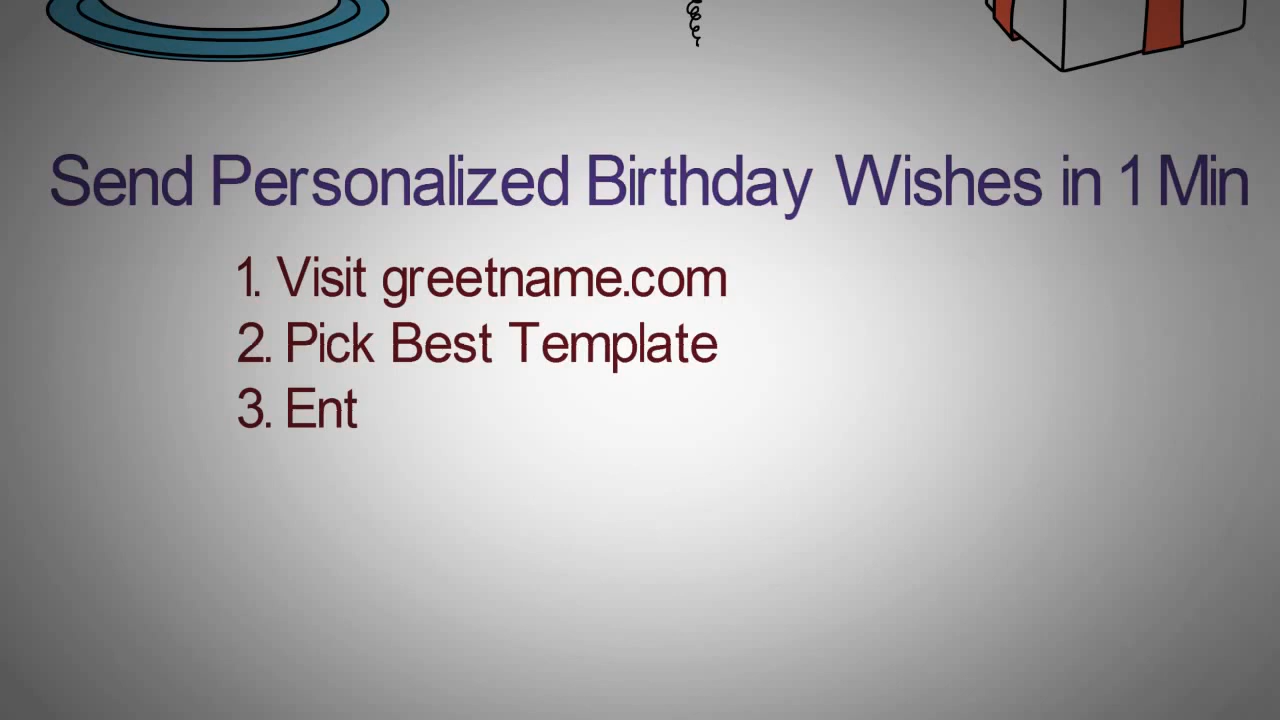 Send Personalized Birthday Wishes in 1 Min
1. Visit greetname.com
2. Pick Best Template
3. Ent